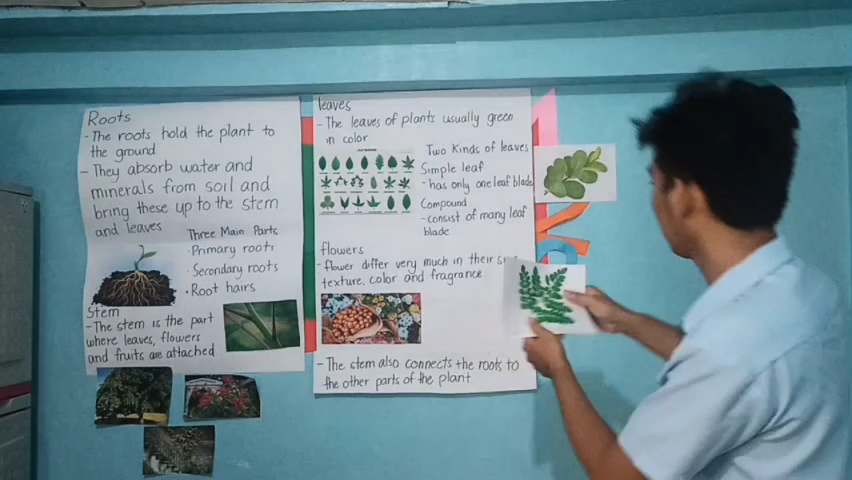 Roots
- The roots hold the plant to
the ground
- They absorb water and
minerals from soil and
bring these up to the stem
and leaves
Three Main Parts
· Primary roots
· Secondary roots
· Root hairs
Stem
- The stem is the part
where leaves, flowers
and fruits are attached
leaves
- The leaves of plants usually green
in color
Two Kinds of leaves
Simple leaf
- has only one leaf blade
Compound
- consist of many leaf
blade
flowers
- flower differ very much in their
texture, color and fragrance
- The stem also connects the roots to
the other parts of the plant